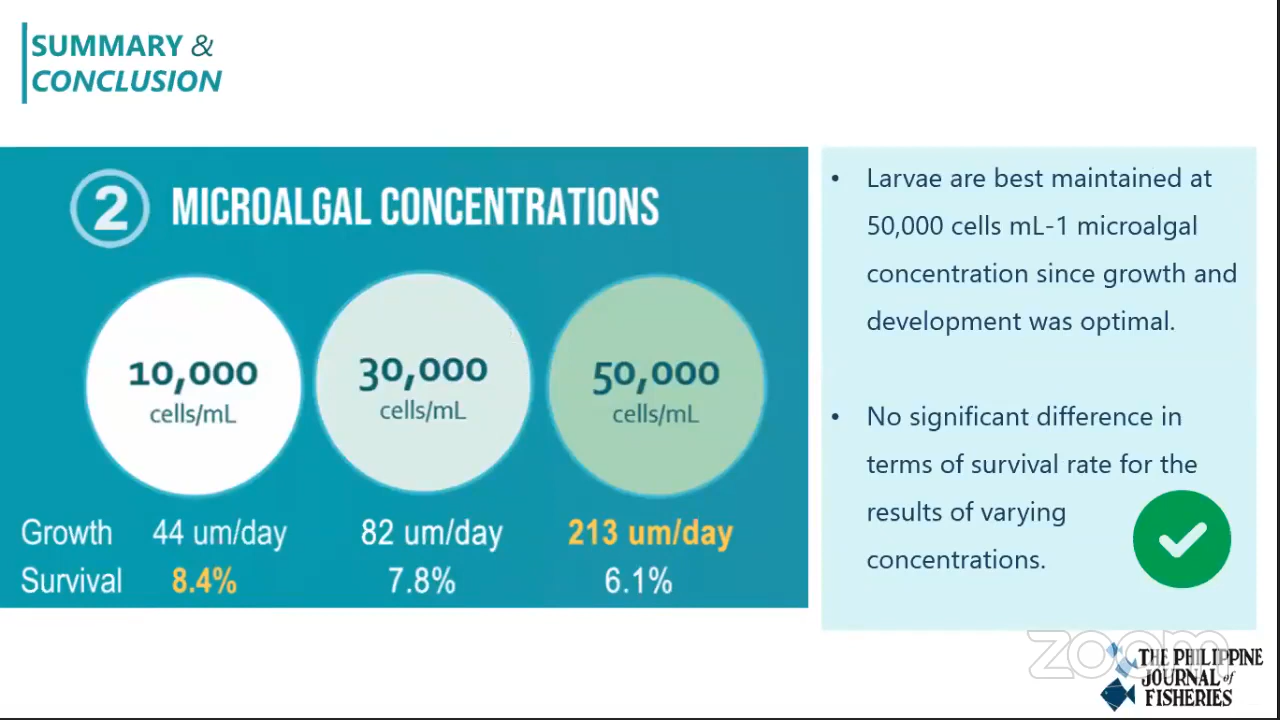 SUMMARY &
CONCLUSION
2 MICROALGAL CONCENTRATIONS
10,000 30,000 50,000
cells/mL cells/mL cells/mL
Growth 44 um/day 82 um/day 213 um/day
Survival 8.4% 7.8% 6.1%
• Larvae are best maintained at
50,000 cells mL-1 microalgal
concentration since growth and
development was optimal.
• No significant difference in
terms of survival rate for the
results of varying
concentrations.
zoom
THE PHILIPPINE
JOURNAL of
FISHERIES